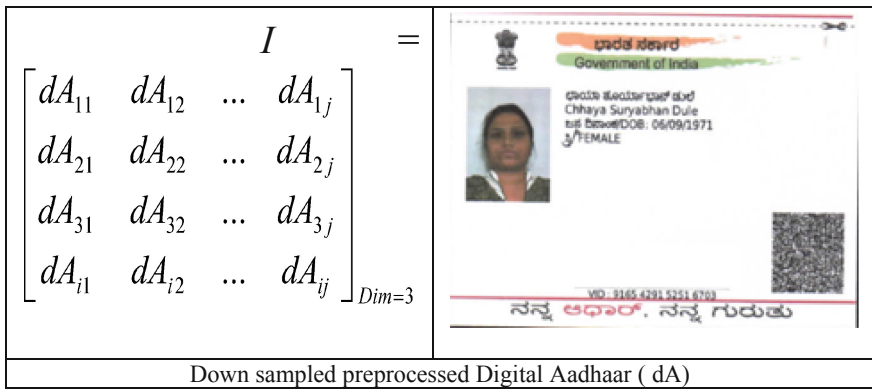 I =
dA11 dA12 ... dA1j
dA21 dA22 ... dA2j
dA31 dA32 ... dA3j
dAi1 dAi2 ... dAij Dim=3
ಭಾರತ ಸರ್ಕಾರ
Government of India
ಛಾಯಾ ಡುಲೆ
Chhaya Suryabhan Dule
ಜನ್ಮ ದಿನಾಂಕ/DOB: 06/09/1971
ಸ್ತ್ರೀ/FEMALE
VID : 9165 4291 5251 6703
ನನ್ನ ಆಧಾರ್, ನನ್ನ ಗುರುತು
Down sampled preprocessed Digital Aadhaar ( dA)